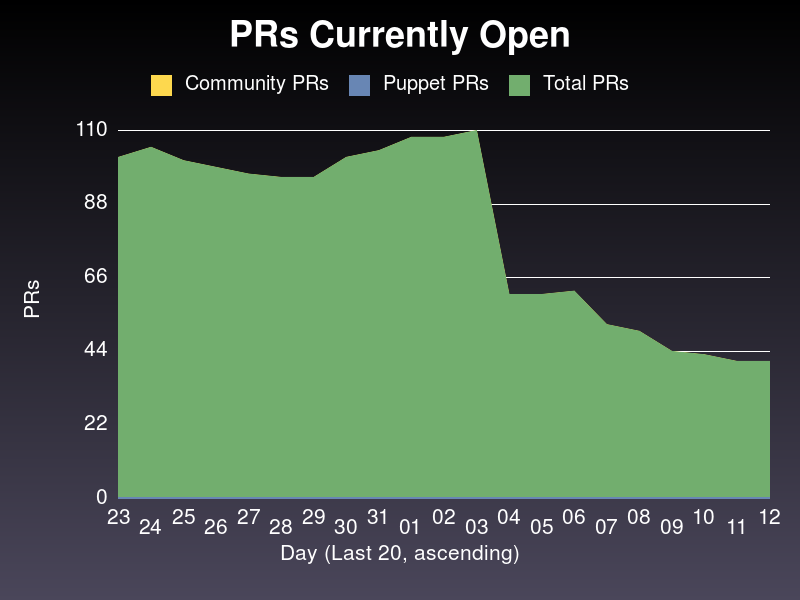 PRs Currently Open
Community PRs Puppet PRs Total PRs
110
88
66
44
22
0
PRs
23 24 25 26 27 28 29 30 31 01 02 03 04 05 06 07 08 09 10 11 12
Day (Last 20, ascending)